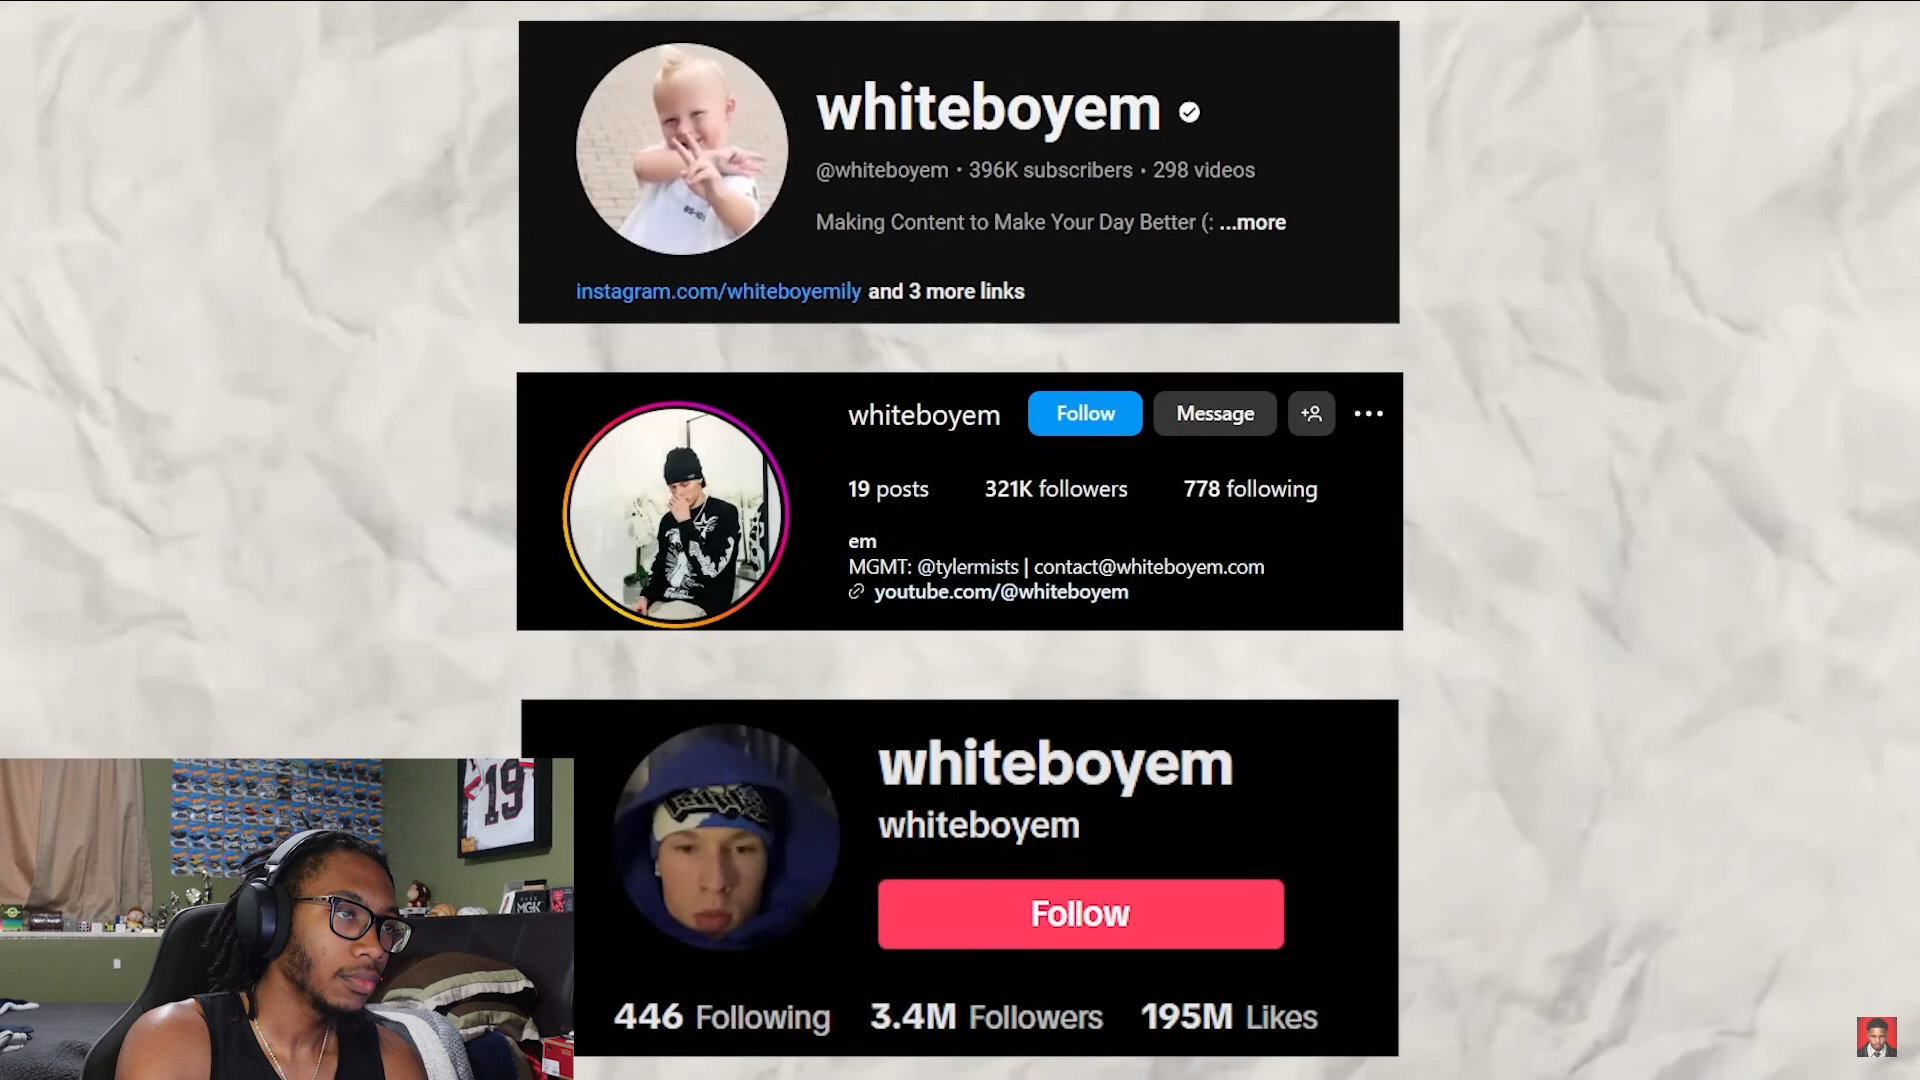 whiteboyem
@whiteboyem • 396K subscribers • 298 videos
Making Content to Make Your Day Better (: ...more
instagram.com/whiteboyemily and 3 more links
whiteboyem Follow Message
19 posts 321K followers 778 following
em
MGMT: @tylermists | contact@whiteboyem.com
youtube.com/@whiteboyem
whiteboyem
whiteboyem
Follow
446 Following 3.4M Followers 195M Likes
19
MGK